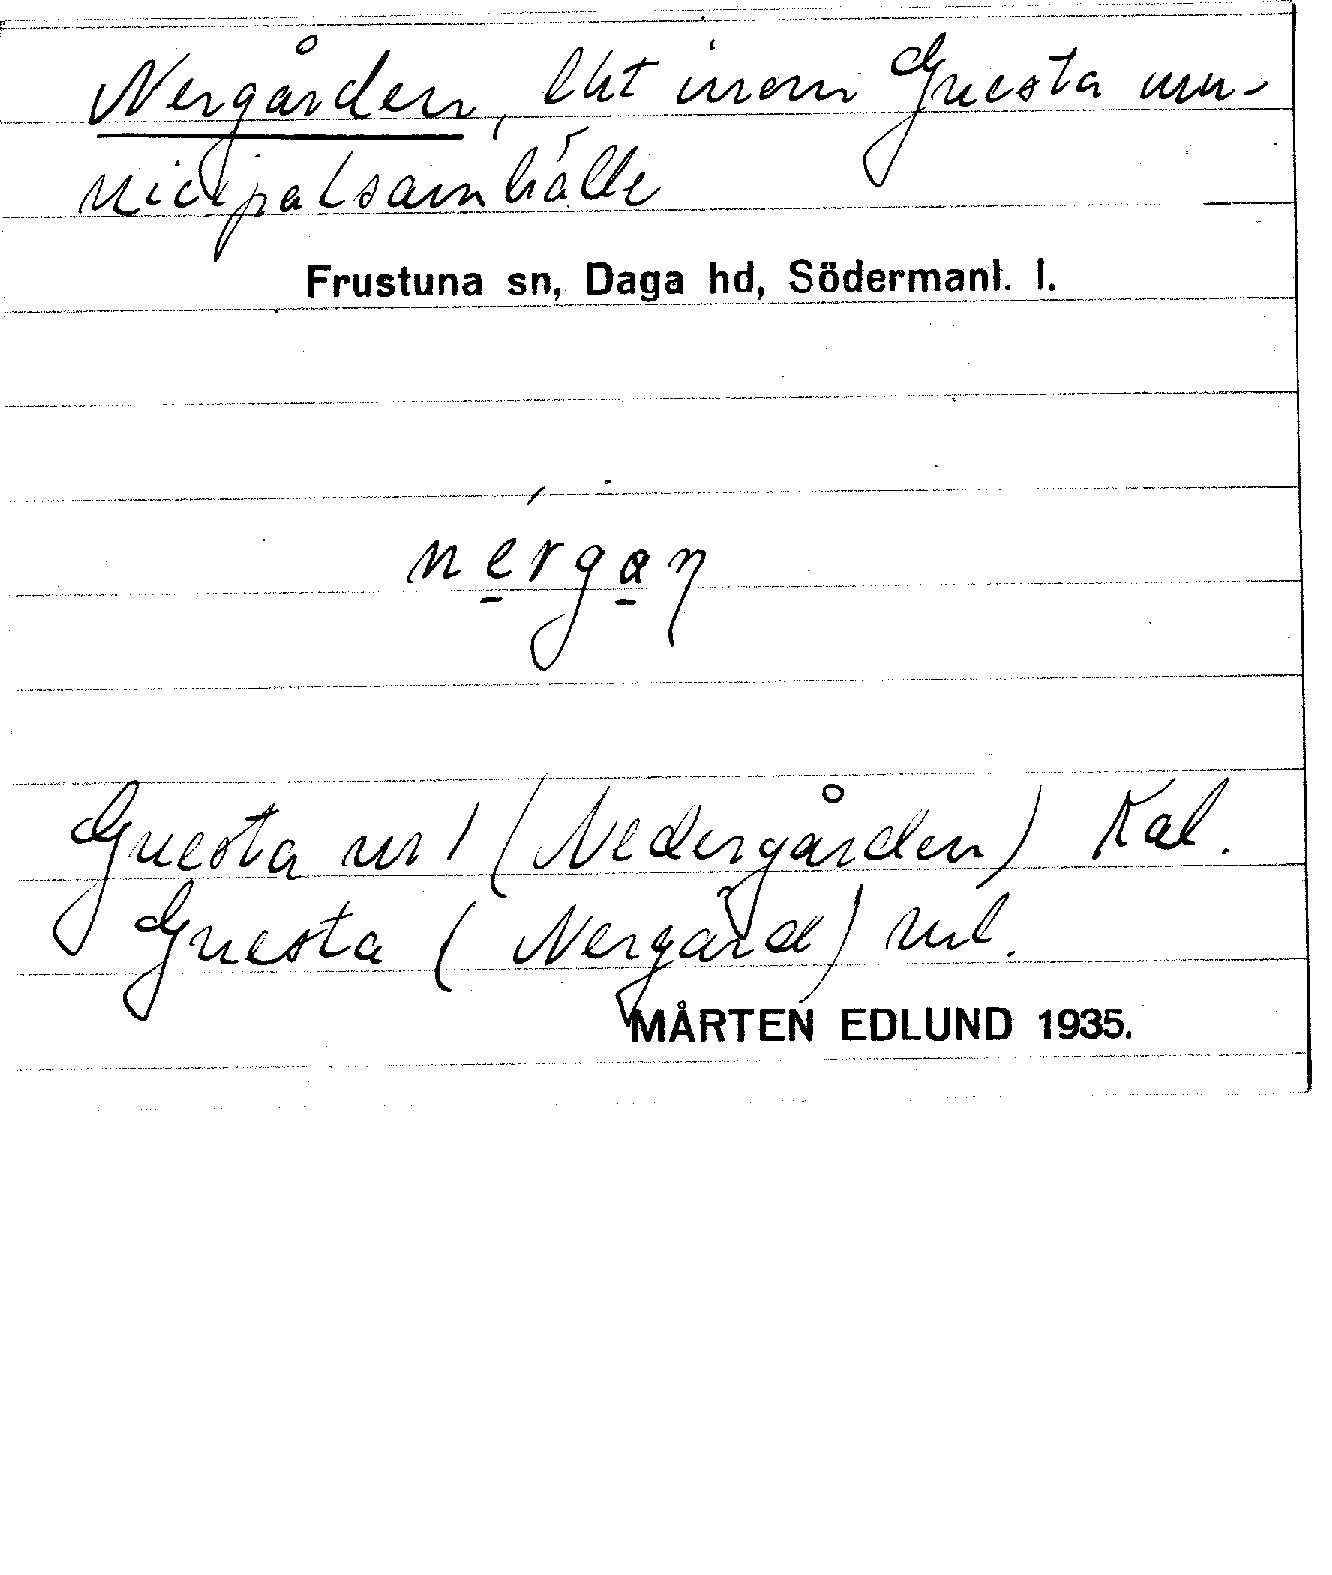 Nergården, lht inom Gnesta mu-
nicipalsamhälle
Frustuna sn, Daga hd, Södermanl. l.
nérgan
Gnesta nr 1 (Nedergården) Kal.
Gnesta (Nergård) ml.
MÅRTEN EDLUND 1935.